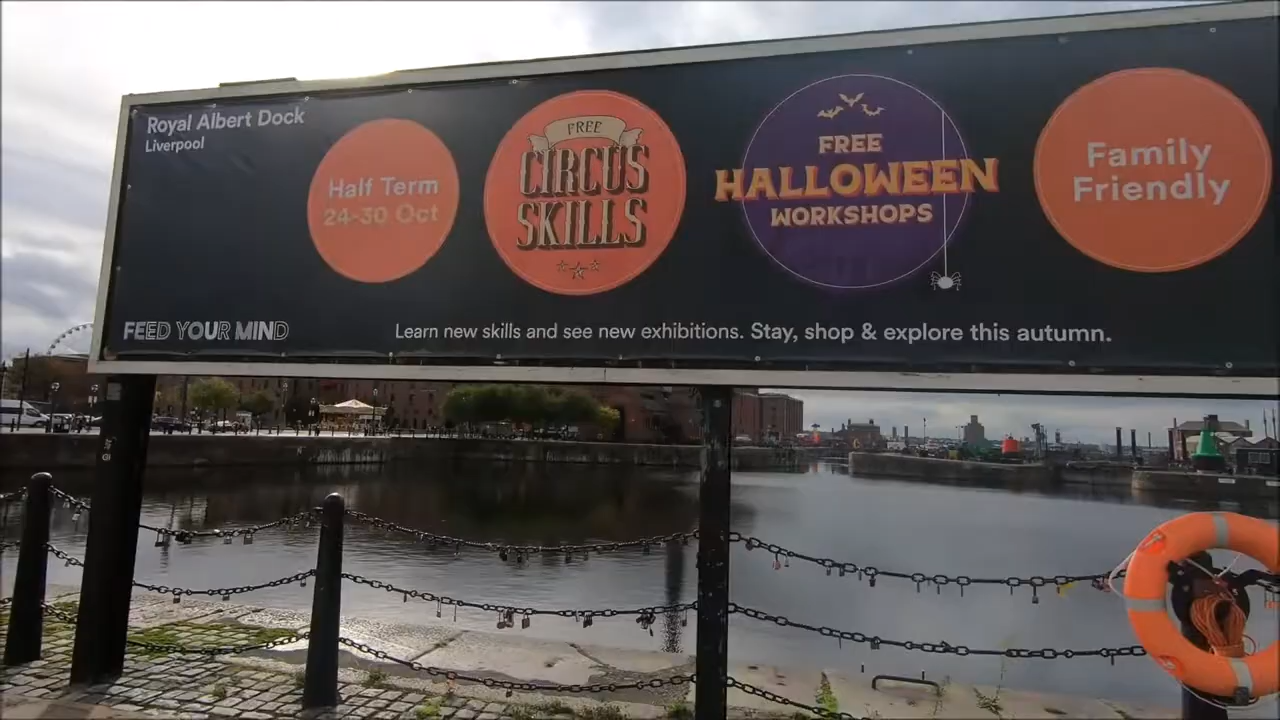 Royal Albert Dock
Liverpool
Half Term
24-30 Oct
FREE
CIRCUS
SKILLS
FREE
HALLOWEEN
WORKSHOPS
Family
Friendly
FEED YOUR MIND
Learn new skills and see new exhibitions. Stay, shop & explore this autumn.